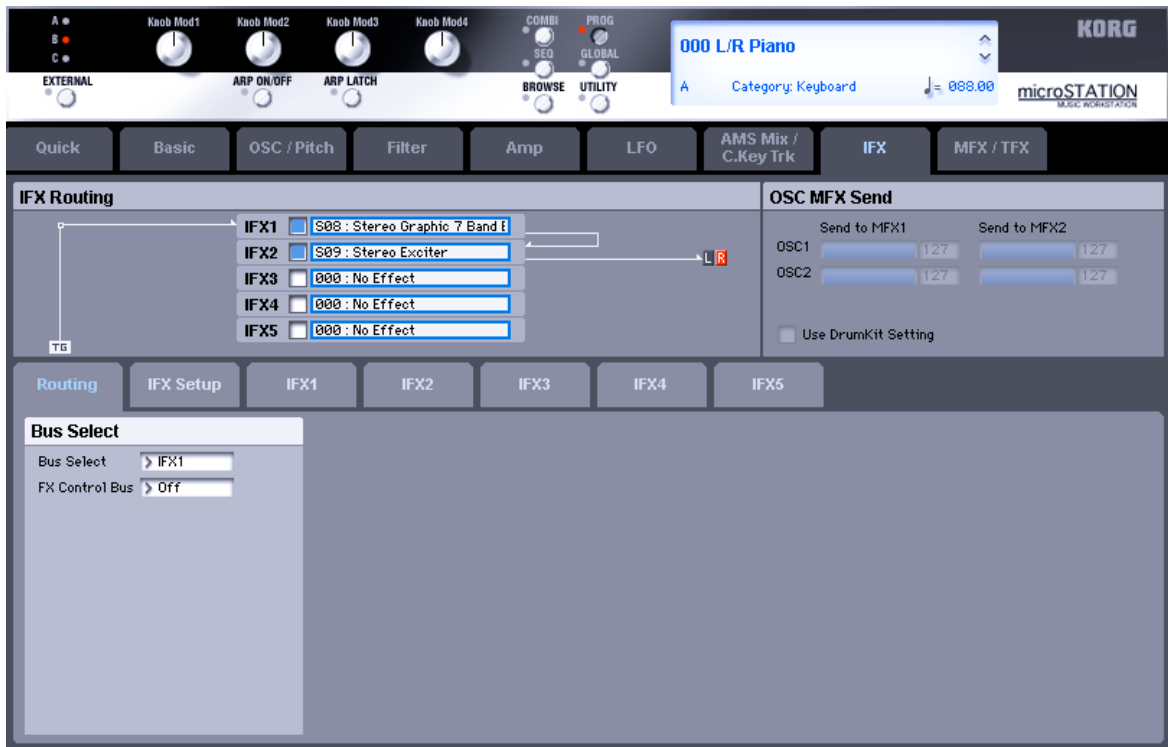 A
B
C
EXTERNAL
Knob Mod1
Knob Mod2
Knob Mod3
Knob Mod4
ARP ON/OFF
ARP LATCH
COMBI
PROG
SEQ
GLOBAL
BROWSE
UTILITY
000 L/R Piano
A Category: Keyboard ♩= 088.00
KORG
microSTATION
MUSIC WORKSTATION
Quick
Basic
OSC / Pitch
Filter
Amp
LFO
AMS Mix /
C.Key Trk
IFX
MFX / TFX
IFX Routing
IFX1 S08 : Stereo Graphic 7 Band E
IFX2 S09 : Stereo Exciter
IFX3 000 : No Effect
IFX4 000 : No Effect
IFX5 000 : No Effect
TG
L R
OSC MFX Send
Send to MFX1 Send to MFX2
OSC1 127 127
OSC2 127 127
Use DrumKit Setting
Routing
IFX Setup
IFX1
IFX2
IFX3
IFX4
IFX5
Bus Select
Bus Select IFX1
FX Control Bus Off